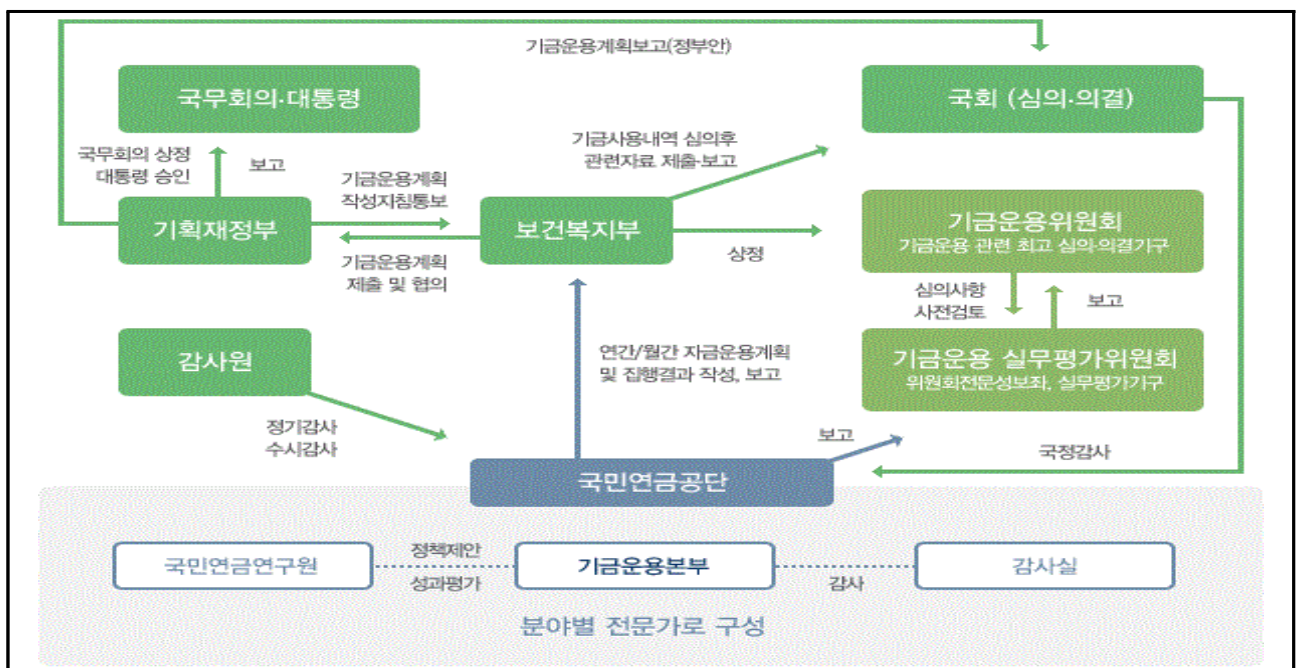 기금운용계획보고(정부안)
국무회의·대통령
국회 (심의·의결)
국무회의 상정
대통령 승인
보고
기금사용내역 심의후
관련자료 제출·보고
기금운용계획
작성지침통보
기획재정부
보건복지부
기금운용위원회
기금운용 관련 최고 심의·의결기구
상정
기금운용계획
제출 및 협의
심의사항
사전검토
보고
감사원
연간/월간 자금운용계획
및 집행결과 작성, 보고
기금운용 실무평가위원회
위원회전문성보좌, 실무평가기구
정기감사
수시감사
보고
국정감사
국민연금공단
국민연금연구원
정책제안
성과평가
기금운용본부
감사
감사실
분야별 전문가로 구성